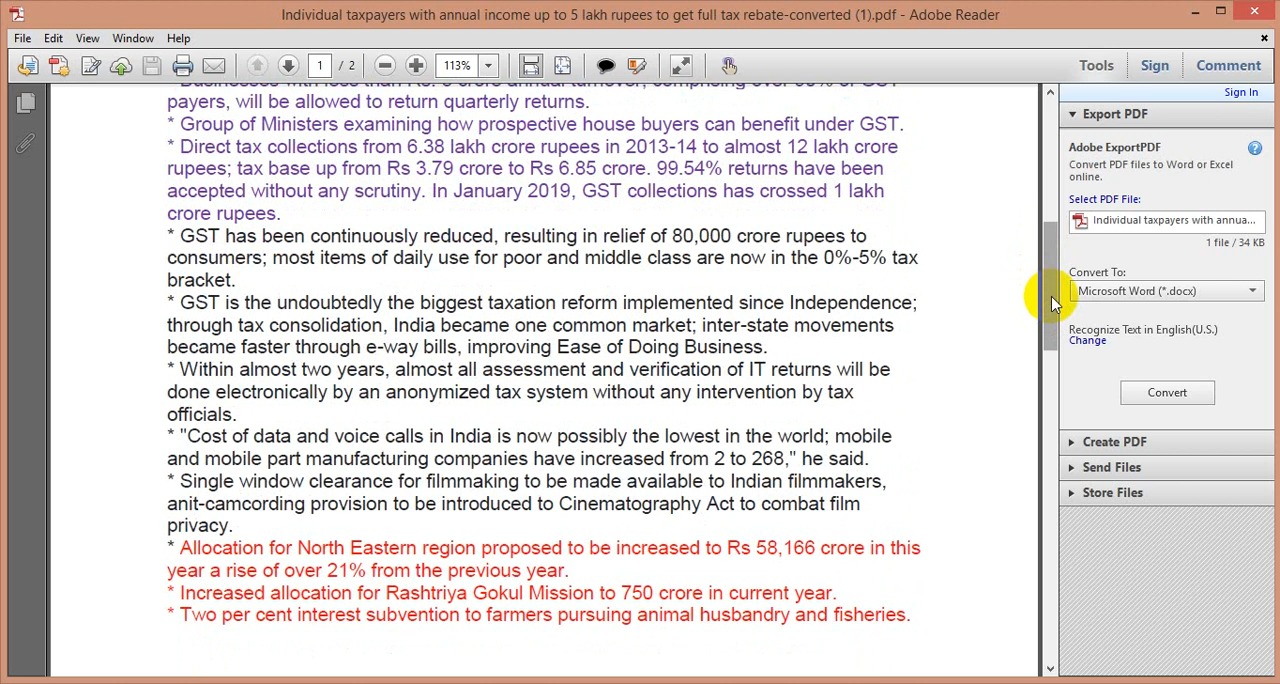 Individual taxpayers with annual income up to 5 lakh rupees to get full tax rebate-converted (1).pdf - Adobe Reader
File Edit View Window Help
1 / 2 113% Tools Sign Comment
Sign In
Export PDF
Adobe ExportPDF
Convert PDF files to Word or Excel
online.
Select PDF File:
Individual taxpayers with annua...
1 file / 34 KB
Convert To:
Microsoft Word (*.docx)
Recognize Text in English(U.S.)
Change
Convert
Create PDF
Send Files
Store Files
payers, will be allowed to return quarterly returns.
* Group of Ministers examining how prospective house buyers can benefit under GST.
* Direct tax collections from 6.38 lakh crore rupees in 2013-14 to almost 12 lakh crore
rupees; tax base up from Rs 3.79 crore to Rs 6.85 crore. 99.54% returns have been
accepted without any scrutiny. In January 2019, GST collections has crossed 1 lakh
crore rupees.
* GST has been continuously reduced, resulting in relief of 80,000 crore rupees to
consumers; most items of daily use for poor and middle class are now in the 0%-5% tax
bracket.
* GST is the undoubtedly the biggest taxation reform implemented since Independence;
through tax consolidation, India became one common market; inter-state movements
became faster through e-way bills, improving Ease of Doing Business.
* Within almost two years, almost all assessment and verification of IT returns will be
done electronically by an anonymized tax system without any intervention by tax
officials.
* "Cost of data and voice calls in India is now possibly the lowest in the world; mobile
and mobile part manufacturing companies have increased from 2 to 268," he said.
* Single window clearance for filmmaking to be made available to Indian filmmakers,
anit-camcording provision to be introduced to Cinematography Act to combat film
privacy.
* Allocation for North Eastern region proposed to be increased to Rs 58,166 crore in this
year a rise of over 21% from the previous year.
* Increased allocation for Rashtriya Gokul Mission to 750 crore in current year.
* Two per cent interest subvention to farmers pursuing animal husbandry and fisheries.